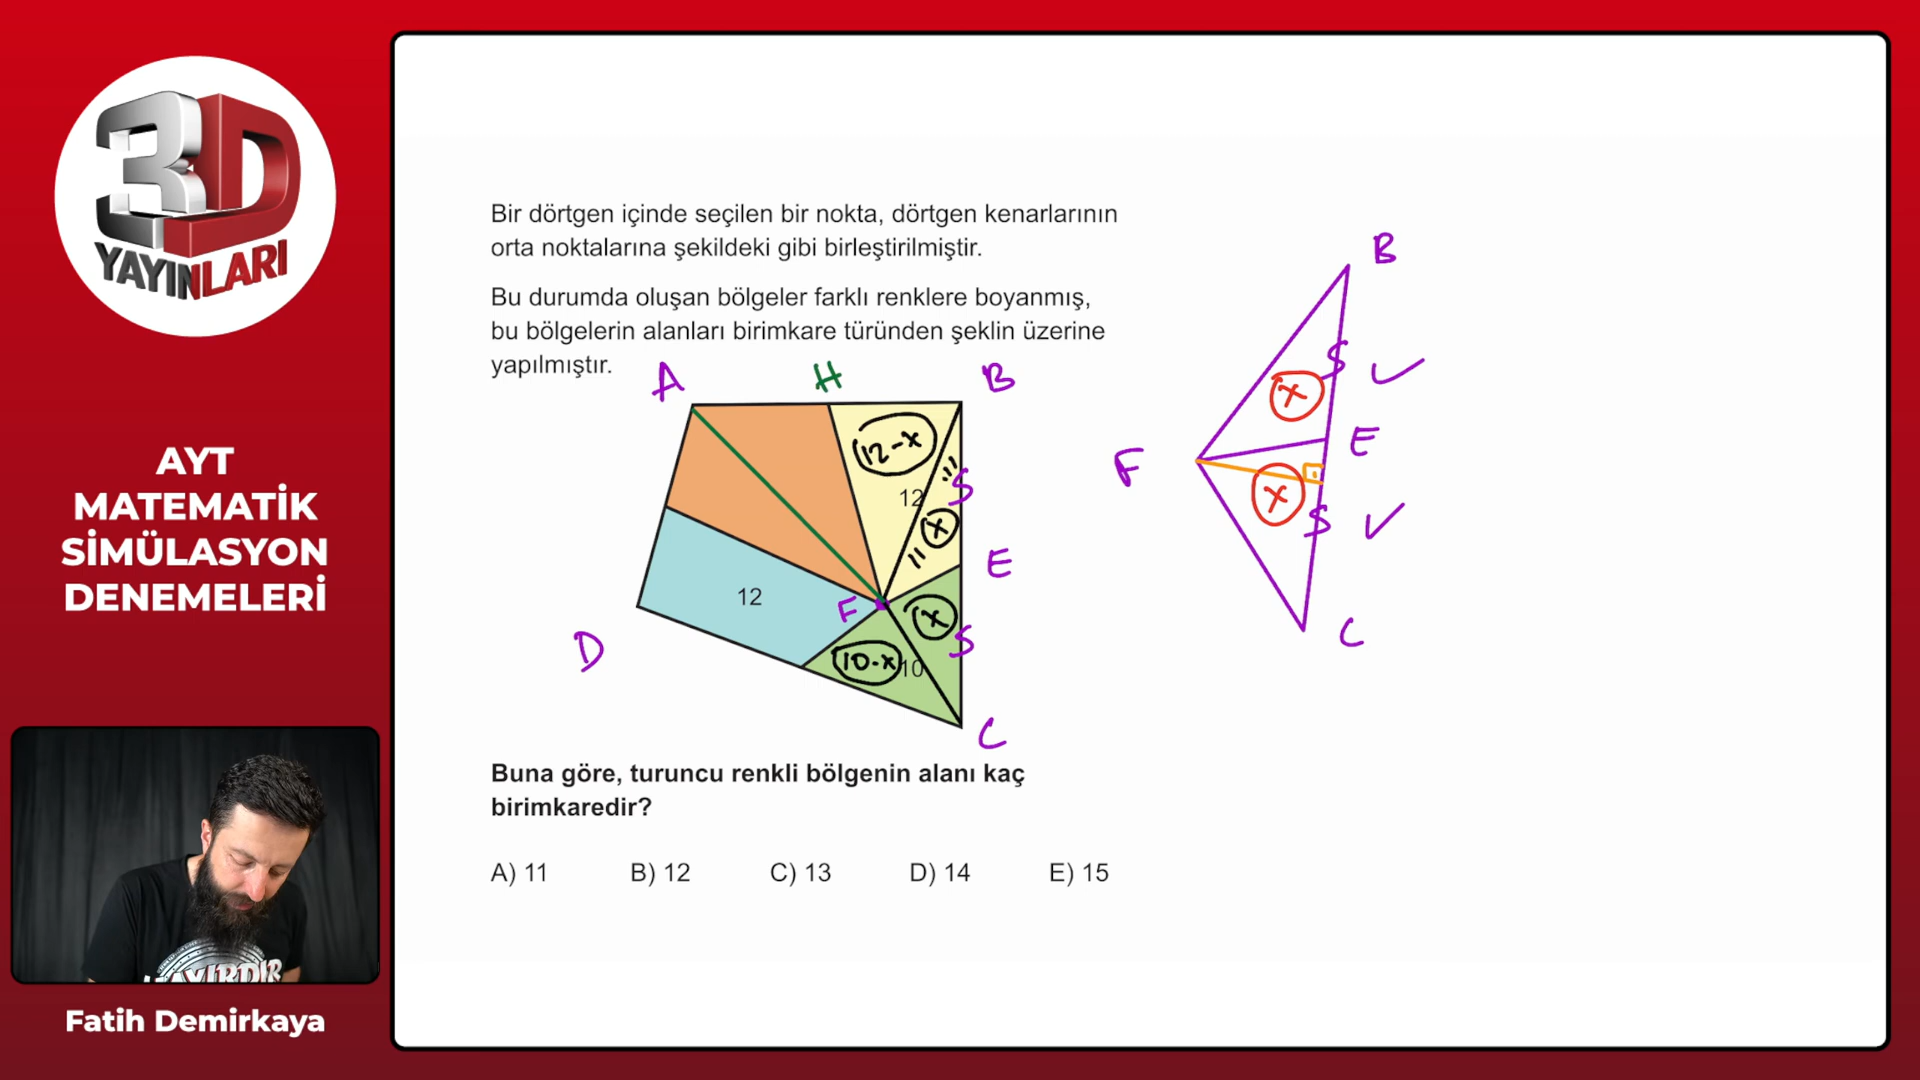 3D
YAYINLARI
AYT
MATEMATİK
SİMÜLASYON
DENEMELERİ
Fatih Demirkaya
Bir dörtgen içinde seçilen bir nokta, dörtgen kenarlarının
orta noktalarına şekildeki gibi birleştirilmiştir.
Bu durumda oluşan bölgeler farklı renklere boyanmış,
bu bölgelerin alanları birimkare türünden şeklin üzerine
yapılmıştır.
A H B
12-x
12 S
x
E
12 F x
S
D 10-x 10
C
Buna göre, turuncu renkli bölgenin alanı kaç
birimkaredir?
A) 11 B) 12 C) 13 D) 14 E) 15
B
S
x
E
F
x
S
C